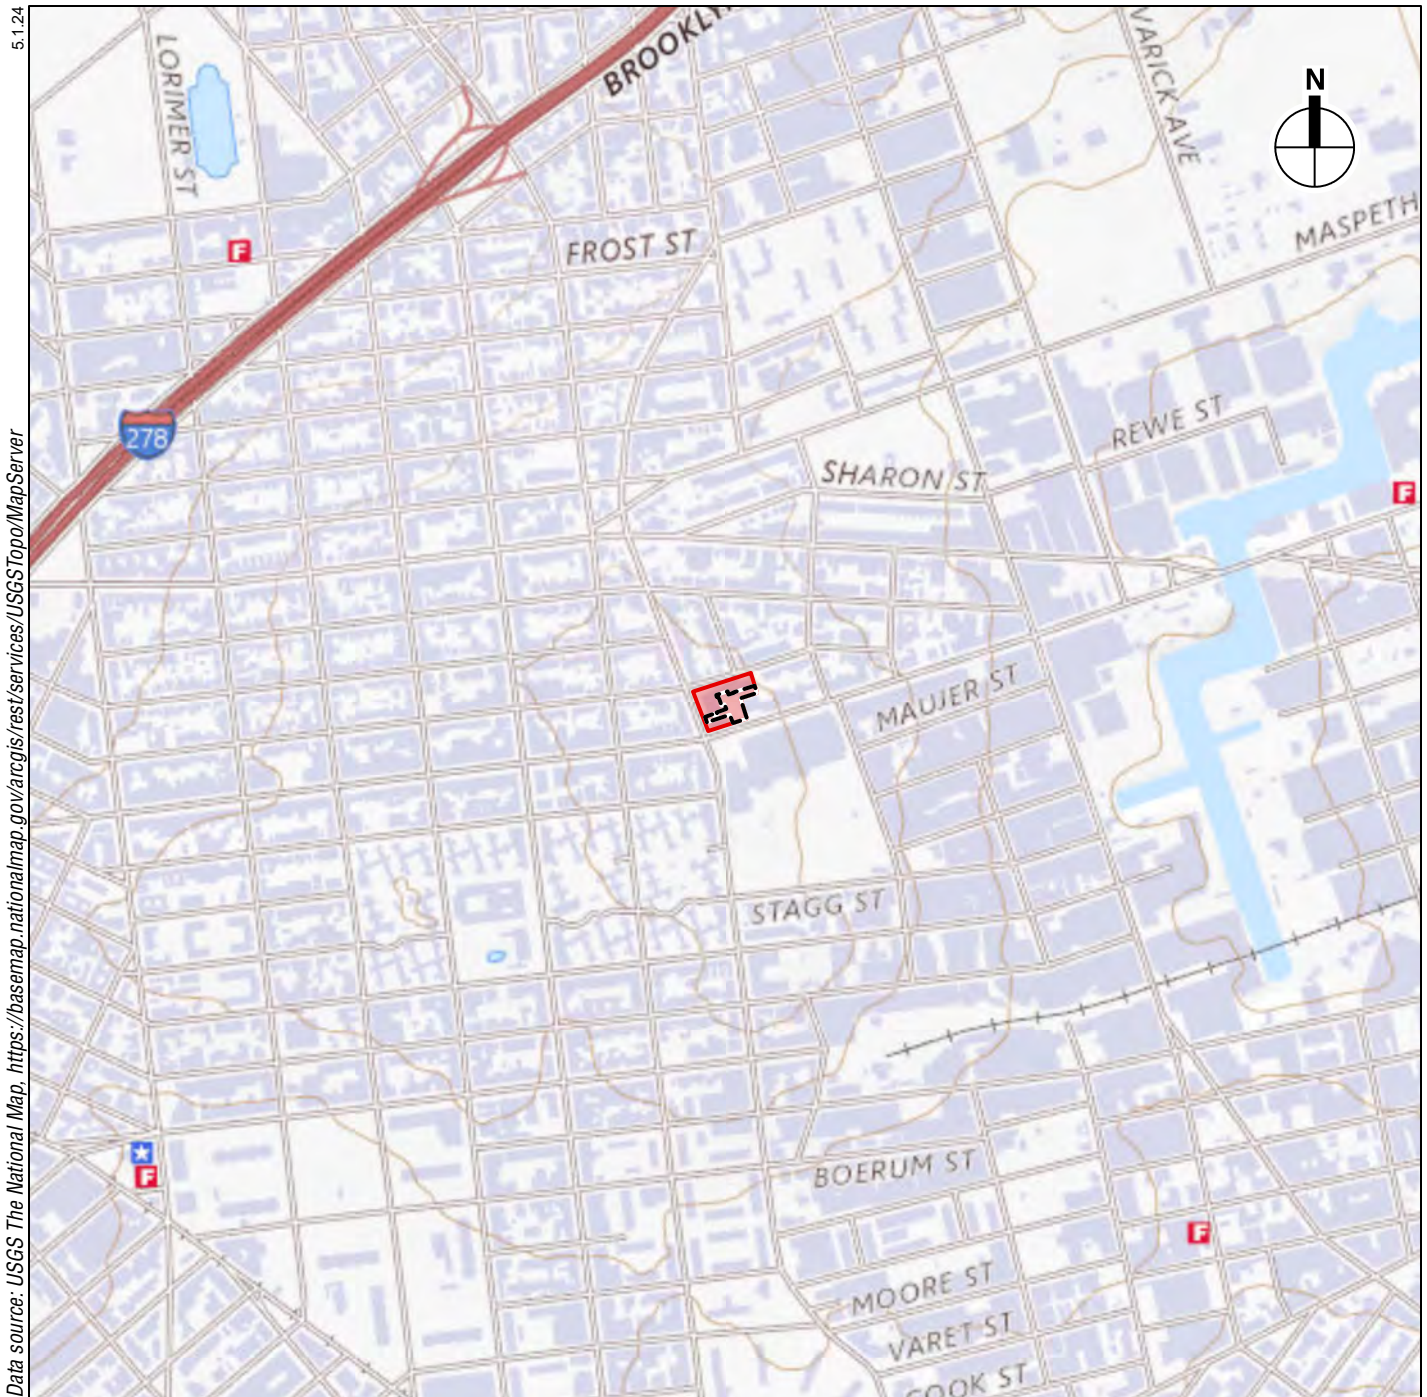 5.1.24
BROOKLY
LORIMER ST
VARICK AVE
N
MASPETH
F
FROST ST
278
REWE ST
SHARON ST
F
MAUJER ST
STAGG ST
F
BOERUM ST
F
MOORE ST
VARET ST
COOK ST
Data source: USGS The National Map, https://basemap.nationalmap.gov/arcgis/rest/services/USGSTopo/MapServer